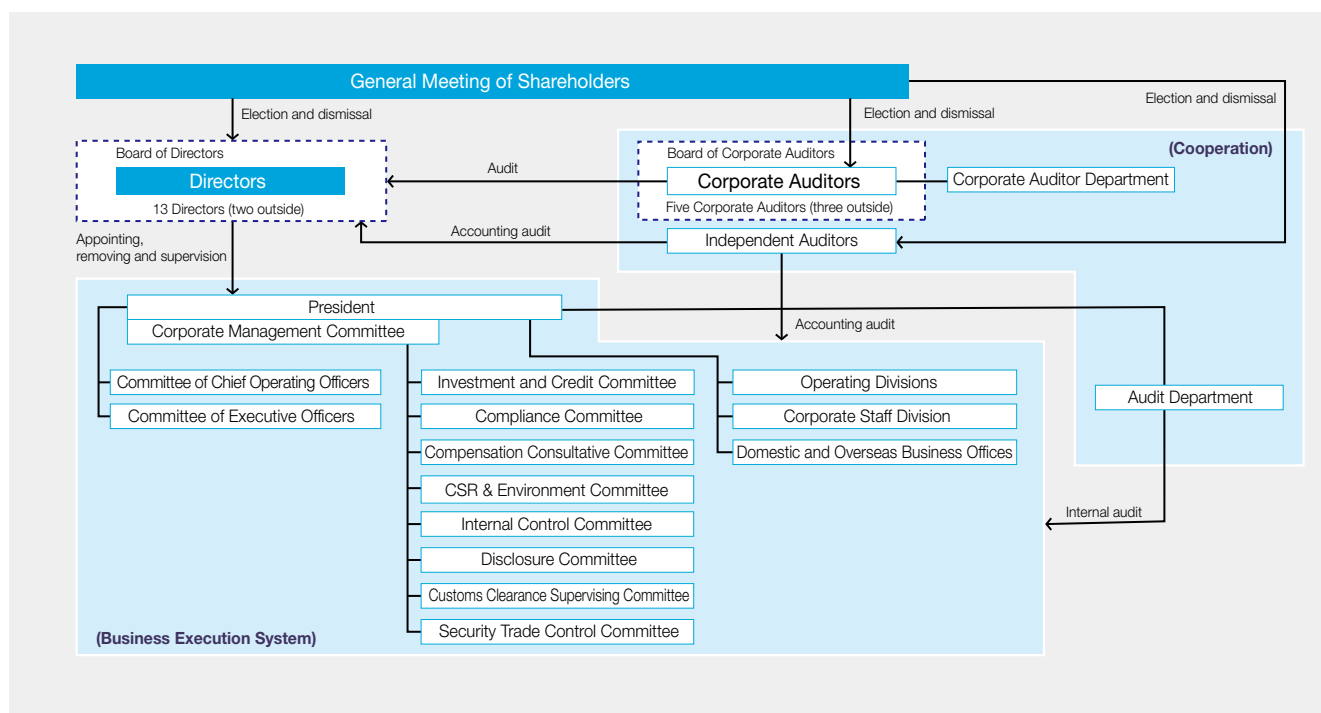 General Meeting of Shareholders
Election and dismissal
Election and dismissal
Election and dismissal
(Cooperation)
Board of Directors
Directors
13 Directors (two outside)
Audit
Board of Corporate Auditors
Corporate Auditors
Five Corporate Auditors (three outside)
Corporate Auditor Department
Accounting audit
Independent Auditors
Appointing,
removing and supervision
President
Corporate Management Committee
Accounting audit
Committee of Chief Operating Officers
Committee of Executive Officers
Investment and Credit Committee
Compliance Committee
Compensation Consultative Committee
CSR & Environment Committee
Internal Control Committee
Disclosure Committee
Customs Clearance Supervising Committee
Security Trade Control Committee
Operating Divisions
Corporate Staff Division
Domestic and Overseas Business Offices
Audit Department
Internal audit
(Business Execution System)